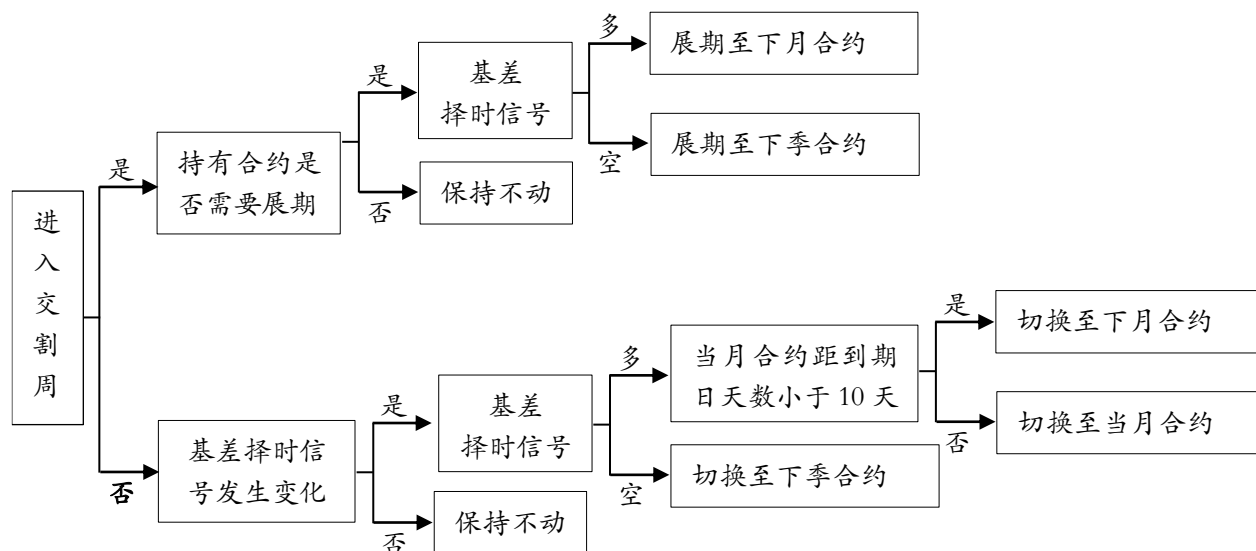 进
入
交
割
周
是
持有合约是
否需要展期
是
基差
择时信号
多
展期至下月合约
空
展期至下季合约
否
保持不动
否
基差择时信
号发生变化
是
基差
择时信号
多
当月合约距到期
日天数小于 10 天
是
切换至下月合约
否
切换至当月合约
空
切换至下季合约
否
保持不动